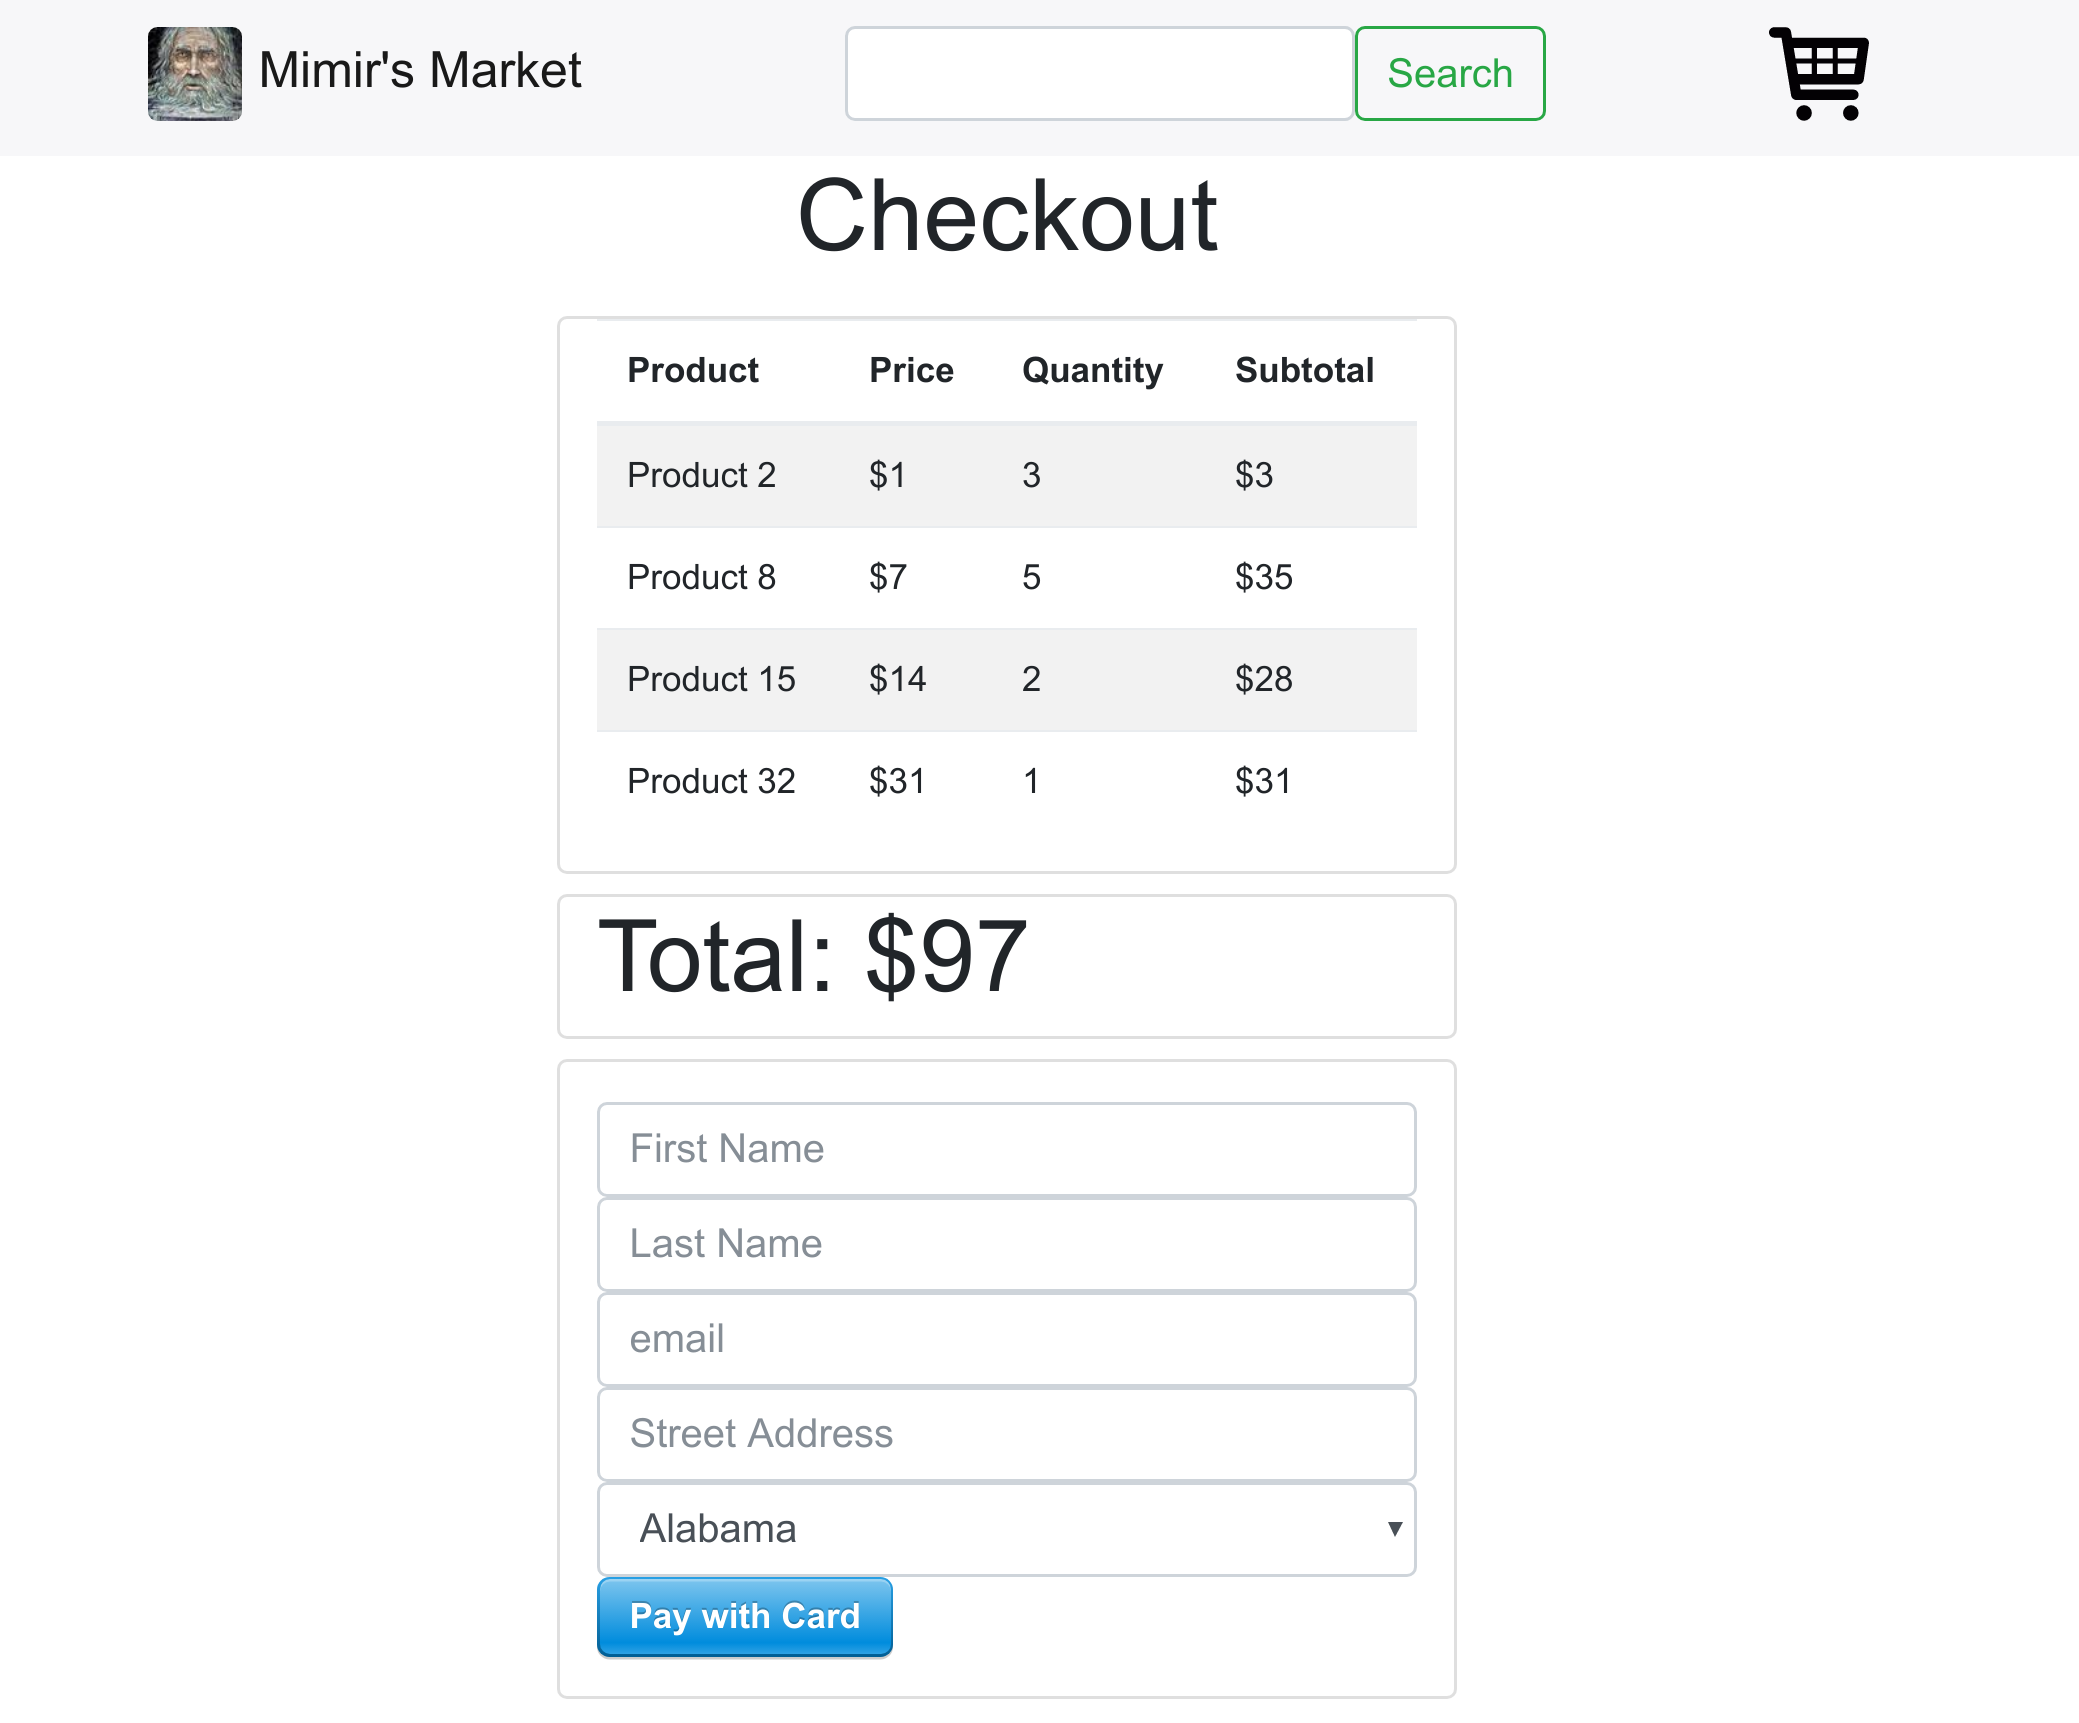 Mimir's Market
Search
Checkout
Product Price Quantity Subtotal
Product 2 $1 3 $3
Product 8 $7 5 $35
Product 15 $14 2 $28
Product 32 $31 1 $31
Total: $97
First Name
Last Name
email
Street Address
Alabama
Pay with Card